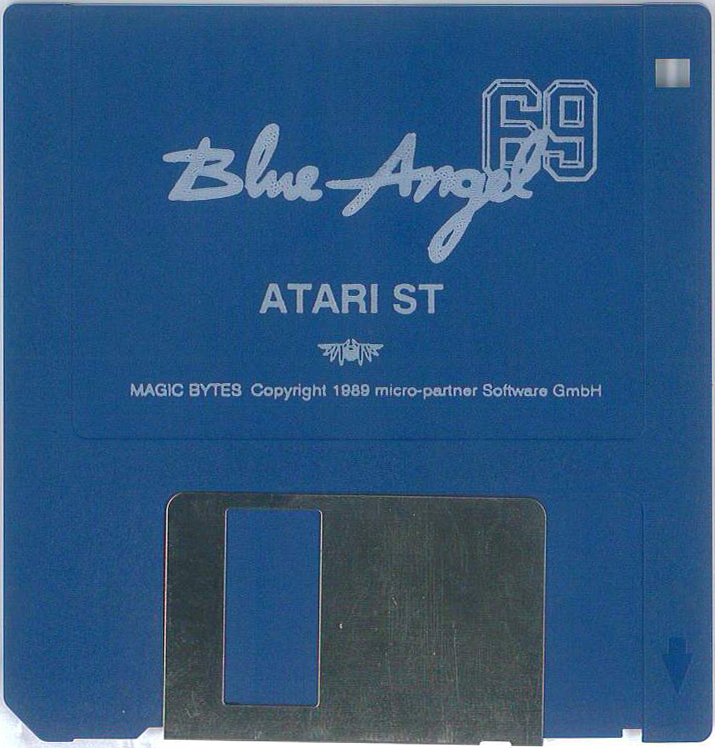 69
Blue Angel
ATARI ST
MAGIC BYTES Copyright 1989 micro-partner Software GmbH